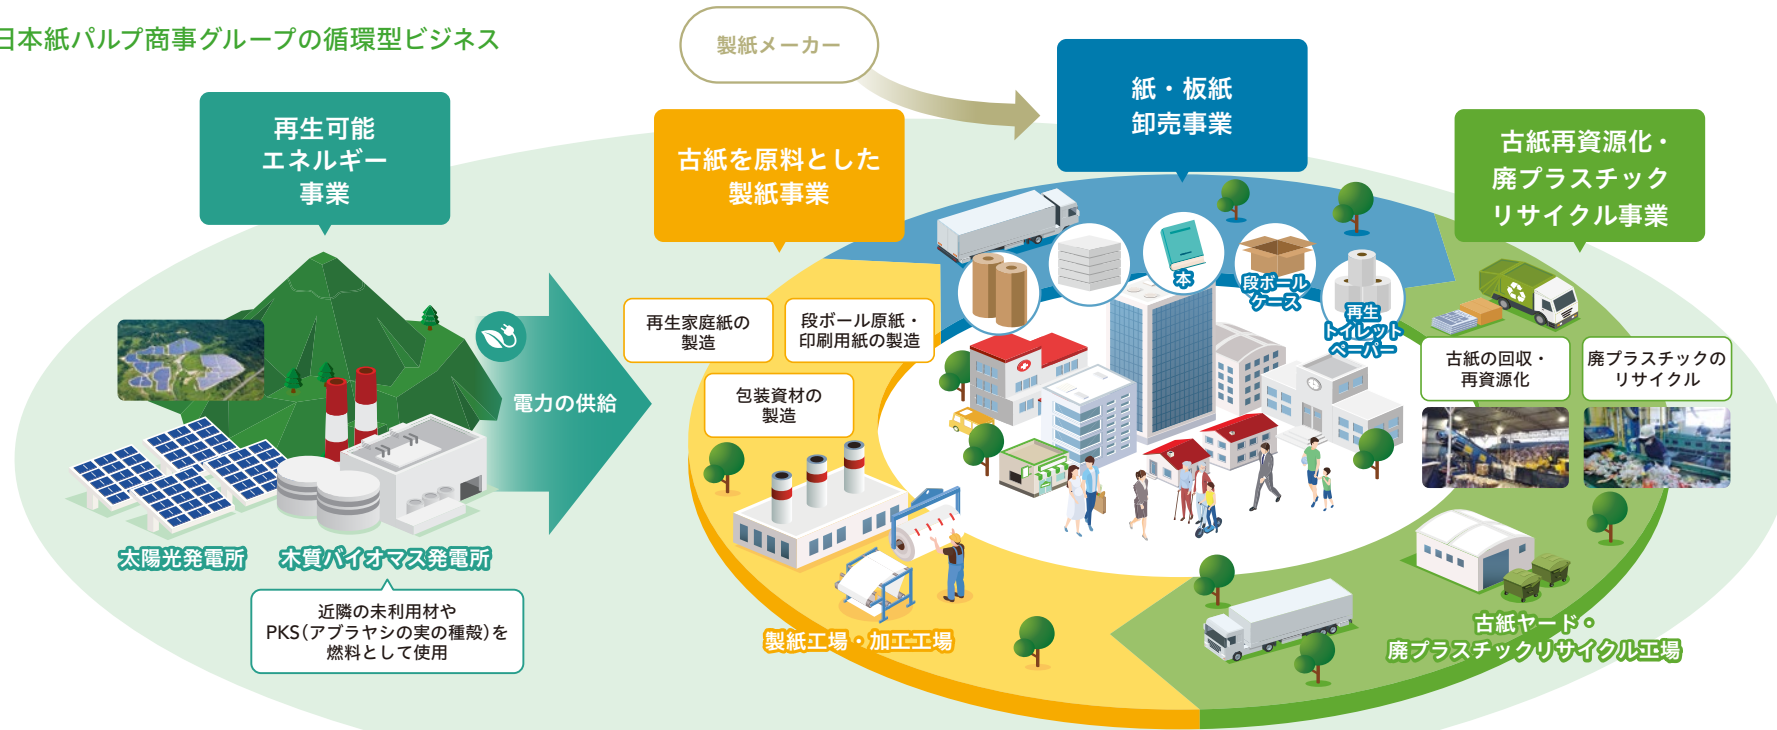 日本紙パルプ商事グループの循環型ビジネス
製紙メーカー
再生可能
エネルギー
事業
古紙を原料とした
製紙事業
紙・板紙
卸売事業
古紙再資源化・
廃プラスチック
リサイクル事業
本
段ボール
ケース
再生
トイレット
ペーパー
再生家庭紙の
製造
段ボール原紙・
印刷用紙の製造
包装資材の
製造
古紙の回収・
再資源化
廃プラスチックの
リサイクル
電力の供給
太陽光発電所
木質バイオマス発電所
近隣の未利用材や
PKS(アブラヤシの実の種殻)を
燃料として使用
製紙工場・加工工場
古紙ヤード・
廃プラスチックリサイクル工場